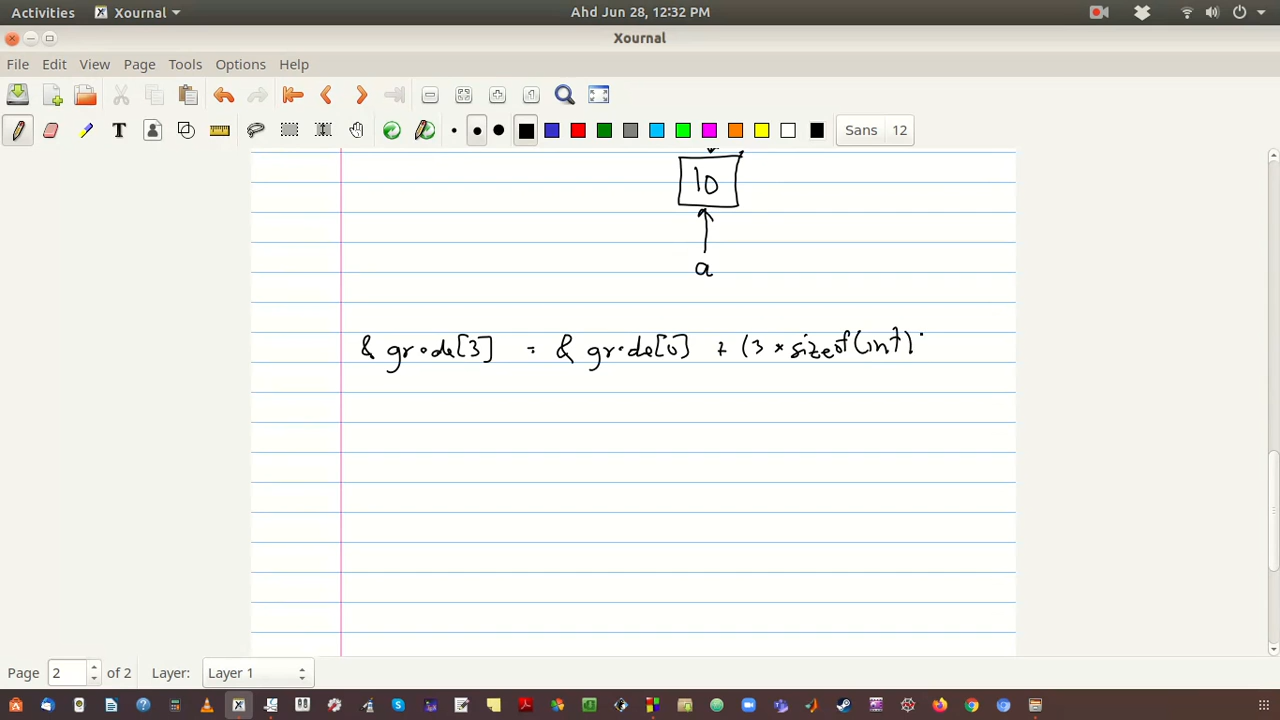 Activities Xournal Ahd Jun 28, 12:32 PM
Xournal
File Edit View Page Tools Options Help
Sans 12
10
a
& grade[3] = & grade[0] + (3 * sizeof(int)
Page 2 of 2 Layer: Layer 1